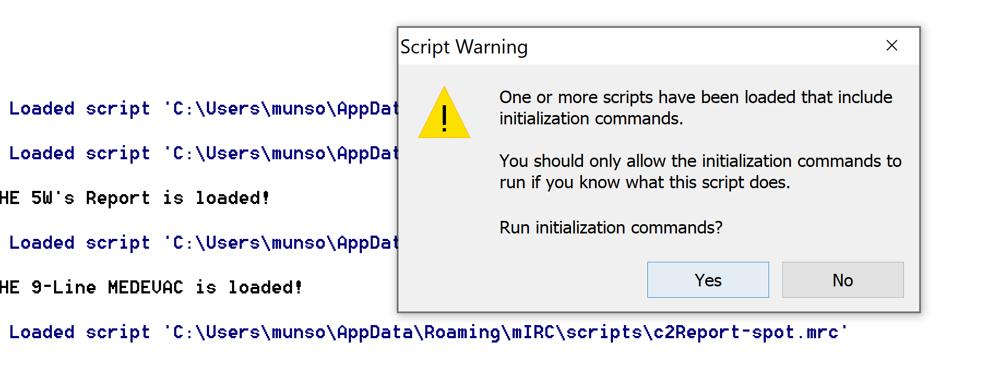 Script Warning
One or more scripts have been loaded that include
initialization commands.
You should only allow the initialization commands to
run if you know what this script does.
Run initialization commands?
Yes No
Loaded script 'C:\Users\munso\AppDat
Loaded script 'C:\Users\munso\AppDat
HE 5W's Report is loaded!
Loaded script 'C:\Users\munso\AppDat
HE 9-Line MEDEVAC is loaded!
Loaded script 'C:\Users\munso\AppData\Roaming\mIRC\scripts\c2Report-spot.mrc'